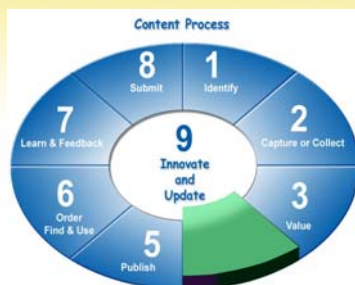 Content Process
1
Identify
2
Capture or Collect
3
Value
5
Publish
6
Order
Find & Use
7
Learn & Feedback
8
Submit
9
Innovate
and
Update